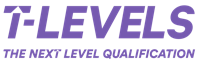 T-LEVELS
THE NEXT LEVEL QUALIFICATION